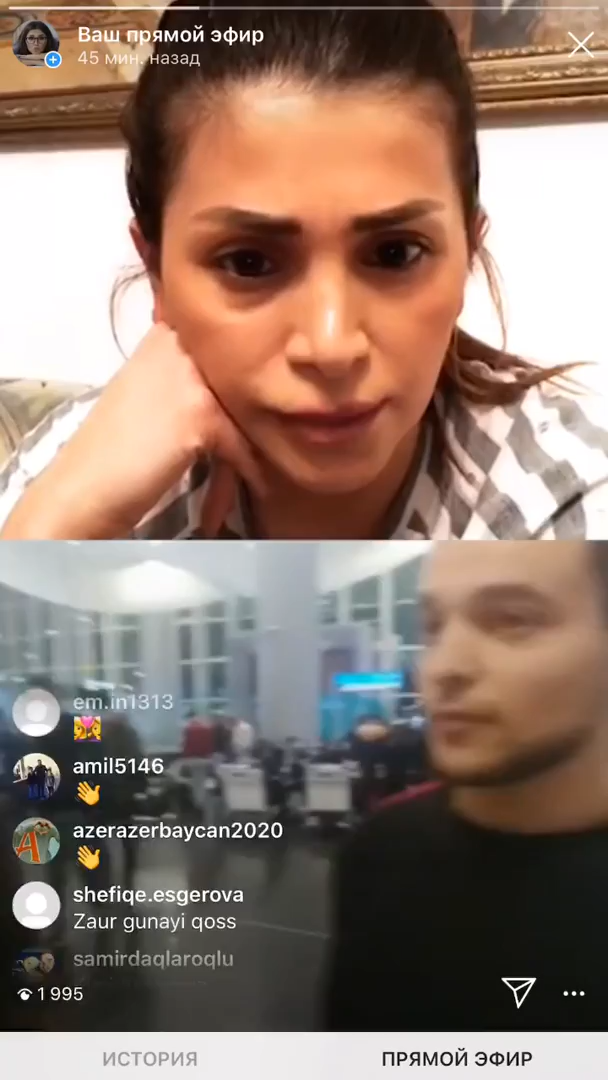 Ваш прямой эфир
45 мин. назад
em.in1313
👩‍❤️‍💋‍👩
amil5146
👋
azerazerbaycan2020
👋
shefiqe.esgerova
Zaur gunayi qoss
samirdaqlaroqlu
1 995
ИСТОРИЯ
ПРЯМОЙ ЭФИР